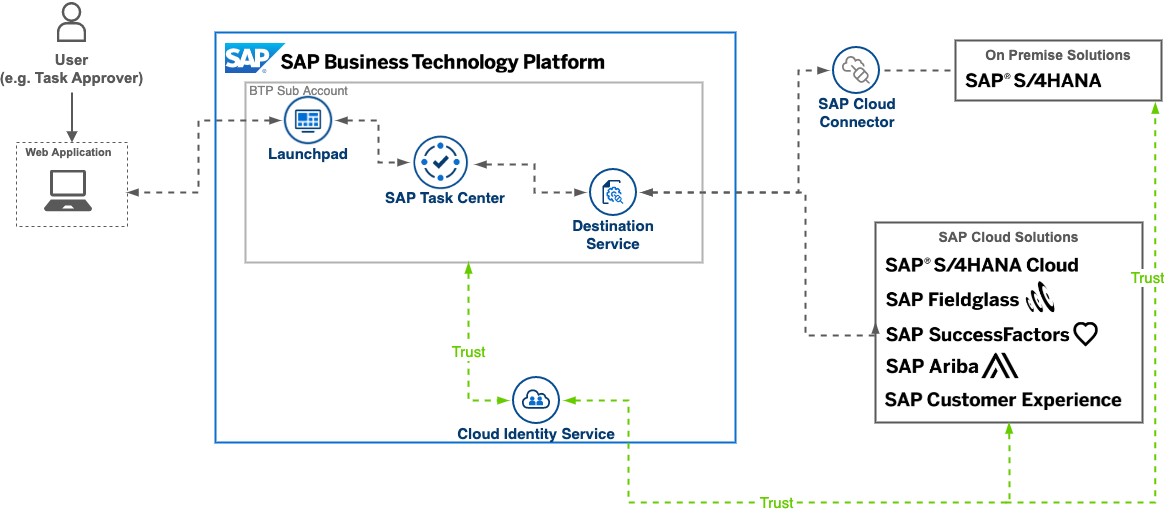 User
(e.g. Task Approver)
Web Application
SAP®
SAP Business Technology Platform
BTP Sub Account
Launchpad
SAP Task Center
Destination
Service
Trust
Cloud Identity Service
SAP Cloud
Connector
On Premise Solutions
SAP® S/4HANA
SAP Cloud Solutions
SAP® S/4HANA Cloud
SAP Fieldglass
SAP SuccessFactors
SAP Ariba
SAP Customer Experience
Trust
Trust